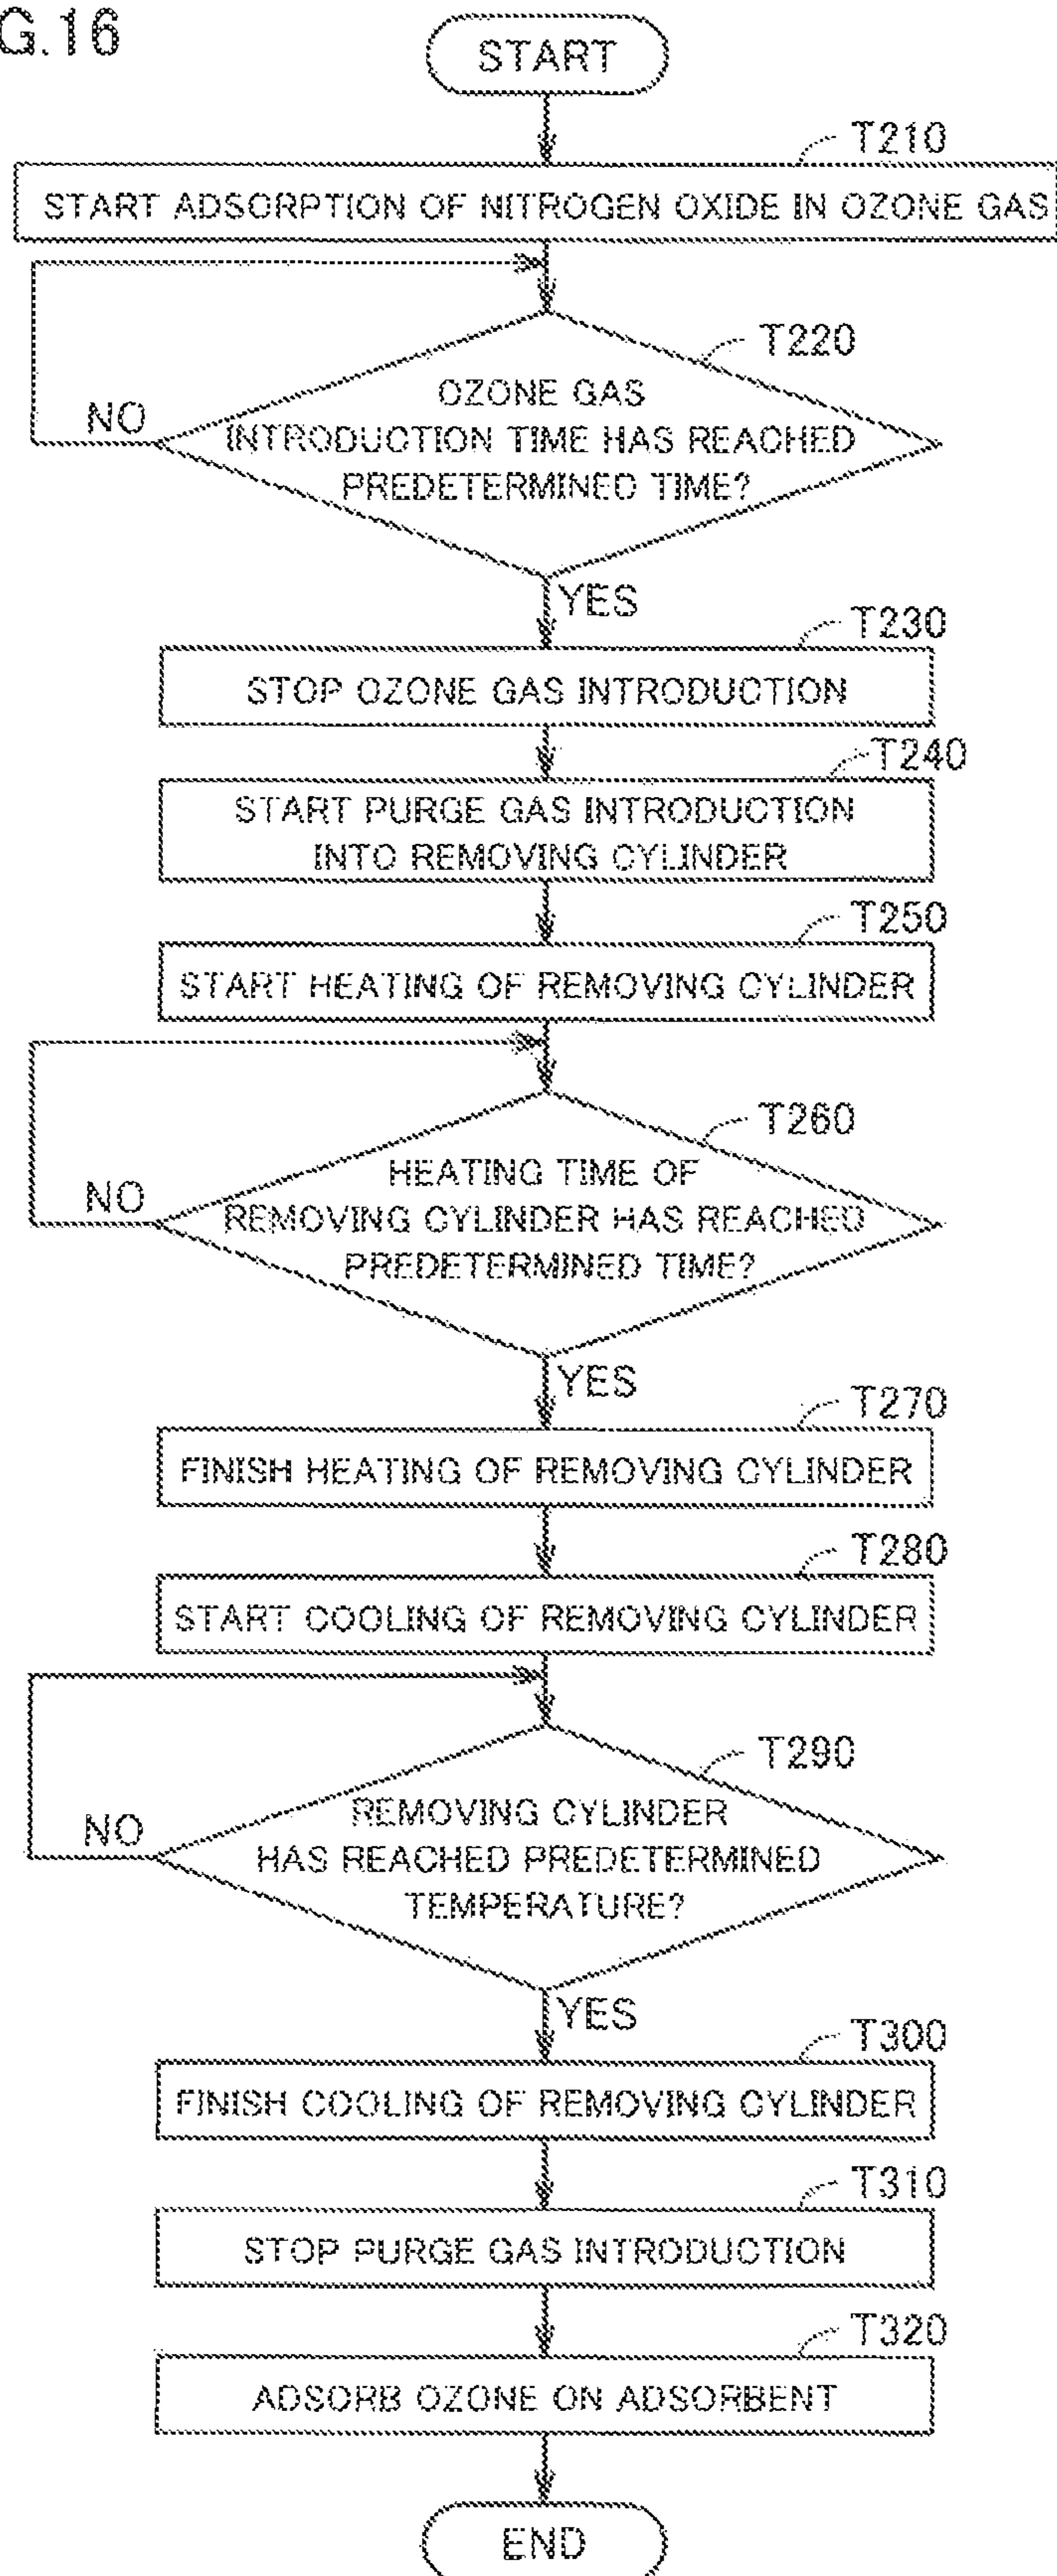 G.16
START
T210
START ADSORPTION OF NITROGEN OXIDE IN OZONE GAS
T220
OZONE GAS
NO
INTRODUCTION TIME HAS REACHED
PREDETERMINED TIME?
YES
T230
STOP OZONE GAS INTRODUCTION
T240
START PURGE GAS INTRODUCTION
INTO REMOVING CYLINDER
T250
START HEATING OF REMOVING CYLINDER
T260
HEATING TIME OF
NO
REMOVING CYLINDER HAS REACHED
PREDETERMINED TIME?
YES
T270
FINISH HEATING OF REMOVING CYLINDER
T280
START COOLING OF REMOVING CYLINDER
T290
REMOVING CYLINDER
NO
HAS REACHED PREDETERMINED
TEMPERATURE?
YES
T300
FINISH COOLING OF REMOVING CYLINDER
T310
STOP PURGE GAS INTRODUCTION
T320
ADSORB OZONE ON ADSORBENT
END